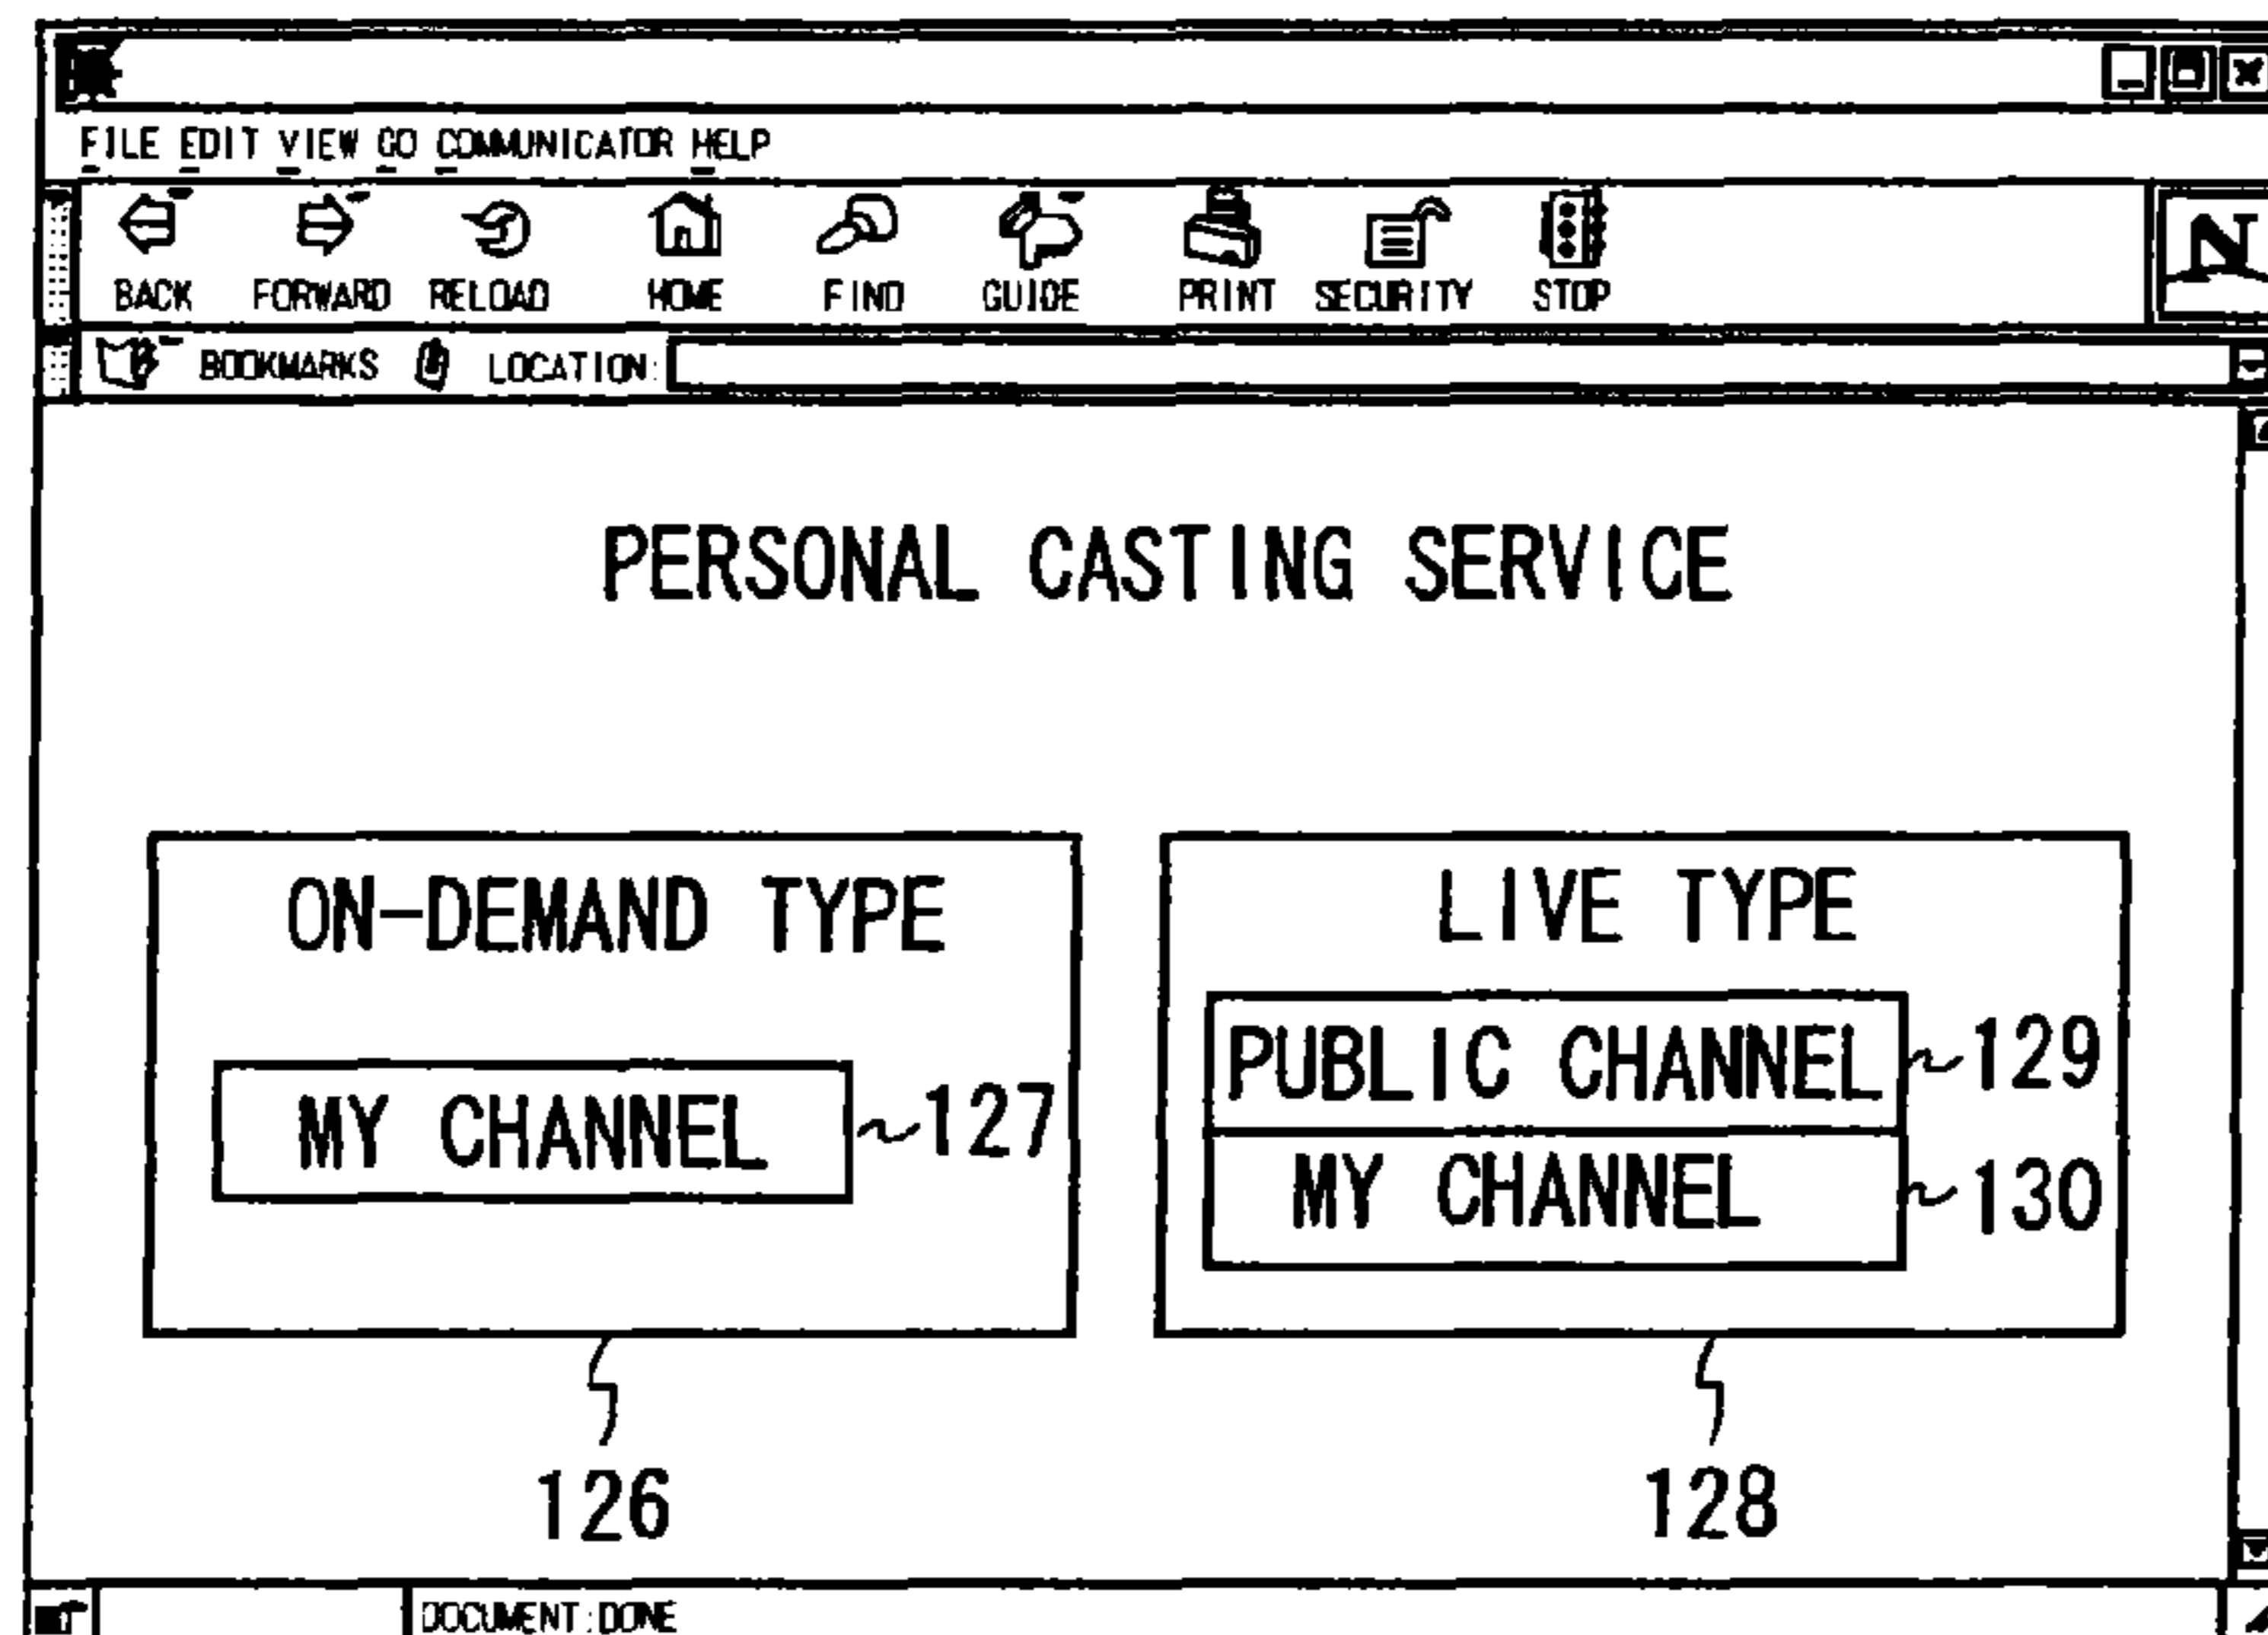 FILE EDIT VIEW GO COMMUNICATOR HELP
BACK FORWARD RELOAD HOME FIND GUIDE PRINT SECURITY STOP
N
BOOKMARKS LOCATION:
PERSONAL CASTING SERVICE
ON-DEMAND TYPE
MY CHANNEL 127
126
LIVE TYPE
PUBLIC CHANNEL 129
MY CHANNEL 130
128
DOCUMENT:DONE